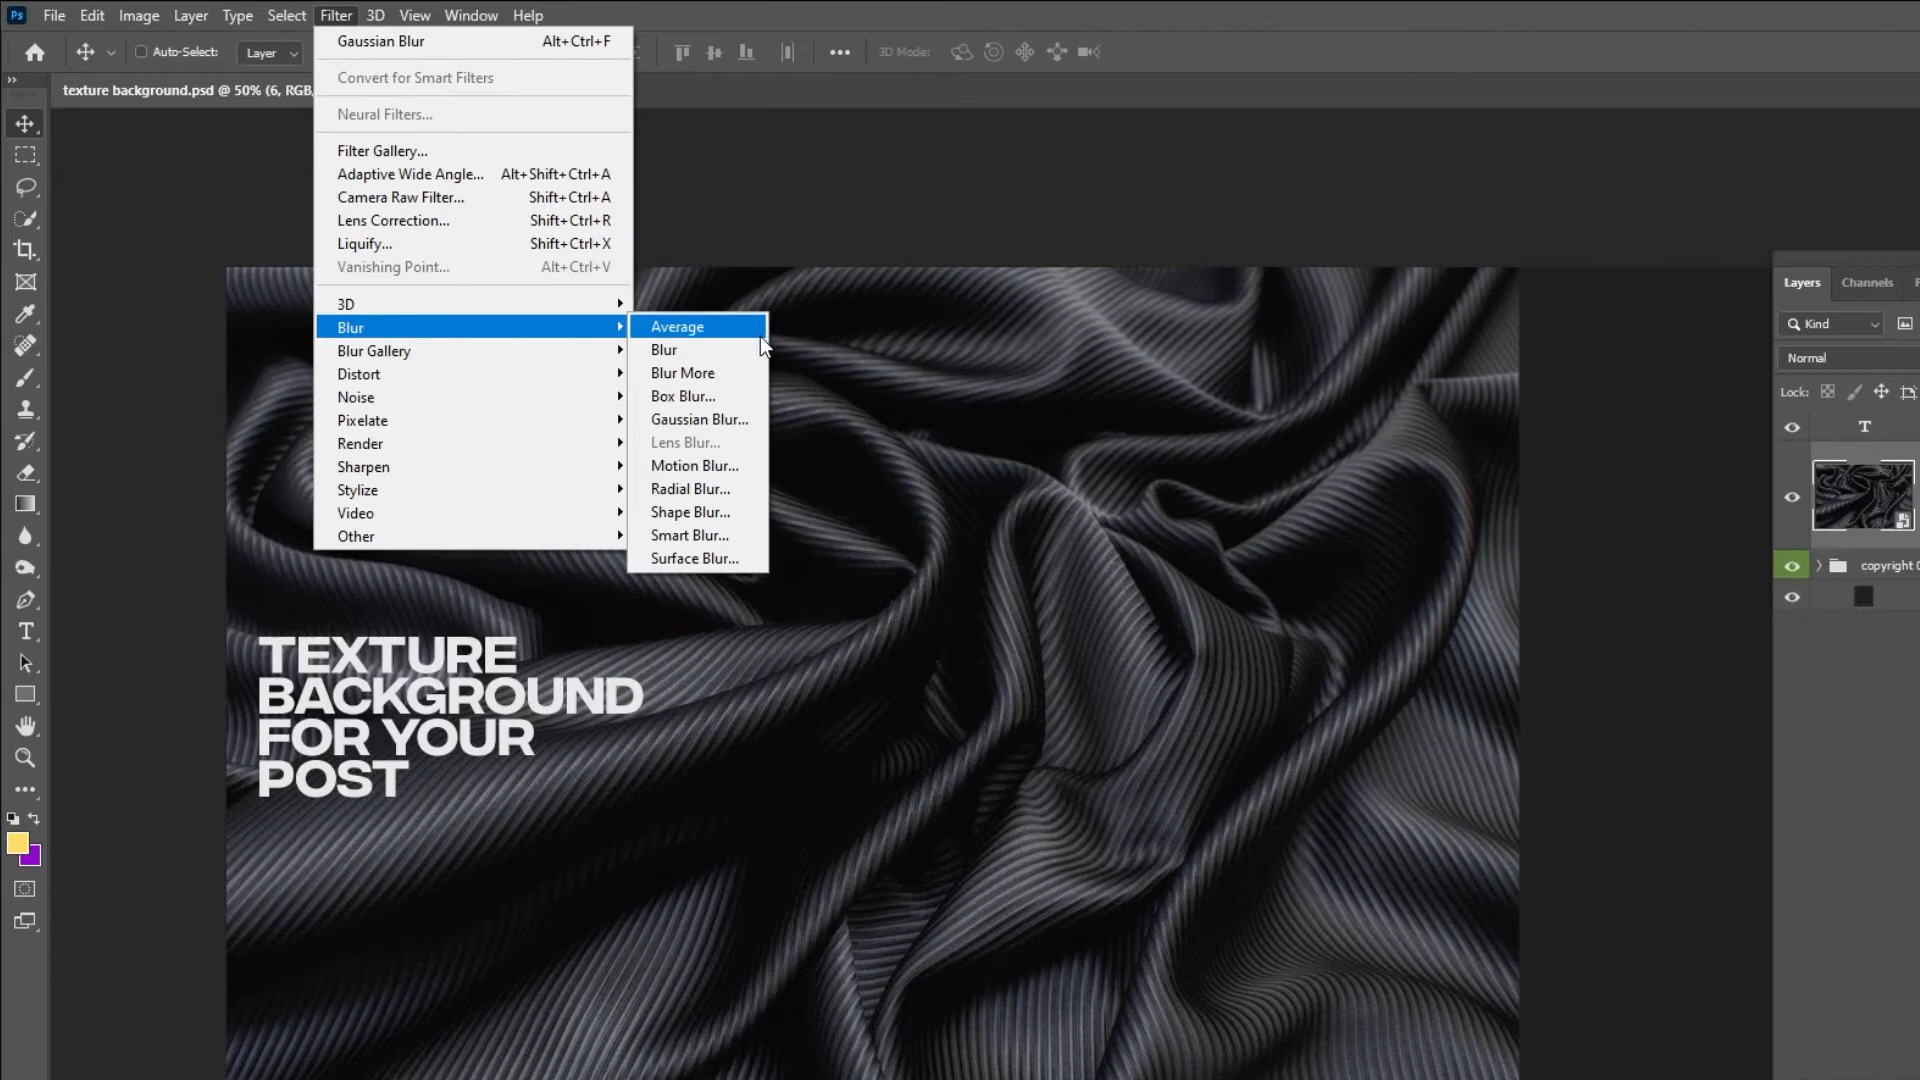 Ps File Edit Image Layer Type Select Filter 3D View Window Help
Auto-Select: Layer 3D Mode:
texture background.psd @ 50% (6, RGB
Gaussian Blur Alt+Ctrl+F
Convert for Smart Filters
Neural Filters...
Filter Gallery...
Adaptive Wide Angle... Alt+Shift+Ctrl+A
Camera Raw Filter... Shift+Ctrl+A
Lens Correction... Shift+Ctrl+R
Liquify... Shift+Ctrl+X
Vanishing Point... Alt+Ctrl+V
3D
Blur
Blur Gallery
Distort
Noise
Pixelate
Render
Sharpen
Stylize
Video
Other
Average
Blur
Blur More
Box Blur...
Gaussian Blur...
Lens Blur...
Motion Blur...
Radial Blur...
Shape Blur...
Smart Blur...
Surface Blur...
TEXTURE
BACKGROUND
FOR YOUR
POST
Layers Channels
Kind
Normal
Lock:
T
copyright